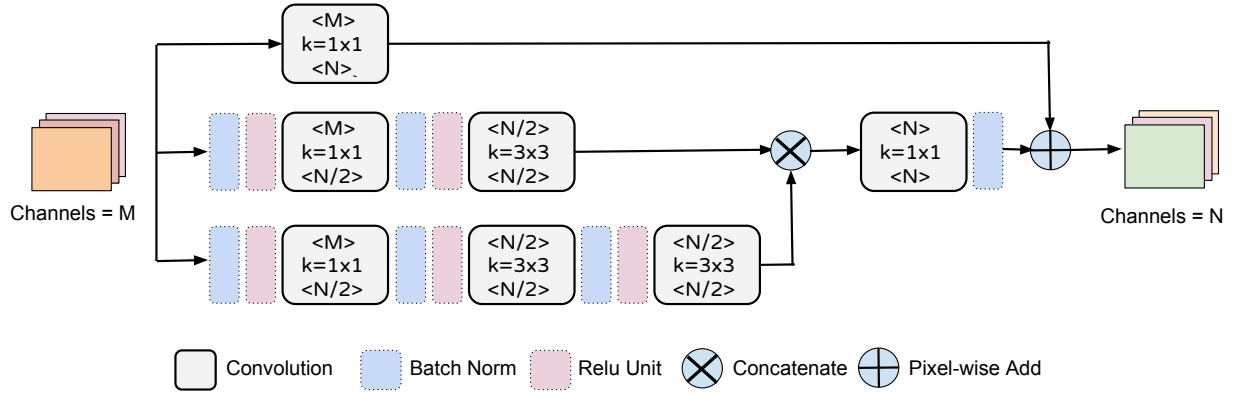 <M>
k=1x1
<N>.
<M>
k=1x1
<N/2>
<N/2>
k=3x3
<N/2>
<N>
k=1x1
<N>
Channels = M
Channels = N
<M>
k=1x1
<N/2>
<N/2>
k=3x3
<N/2>
<N/2>
k=3x3
<N/2>
Convolution
Batch Norm
Relu Unit
Concatenate
Pixel-wise Add